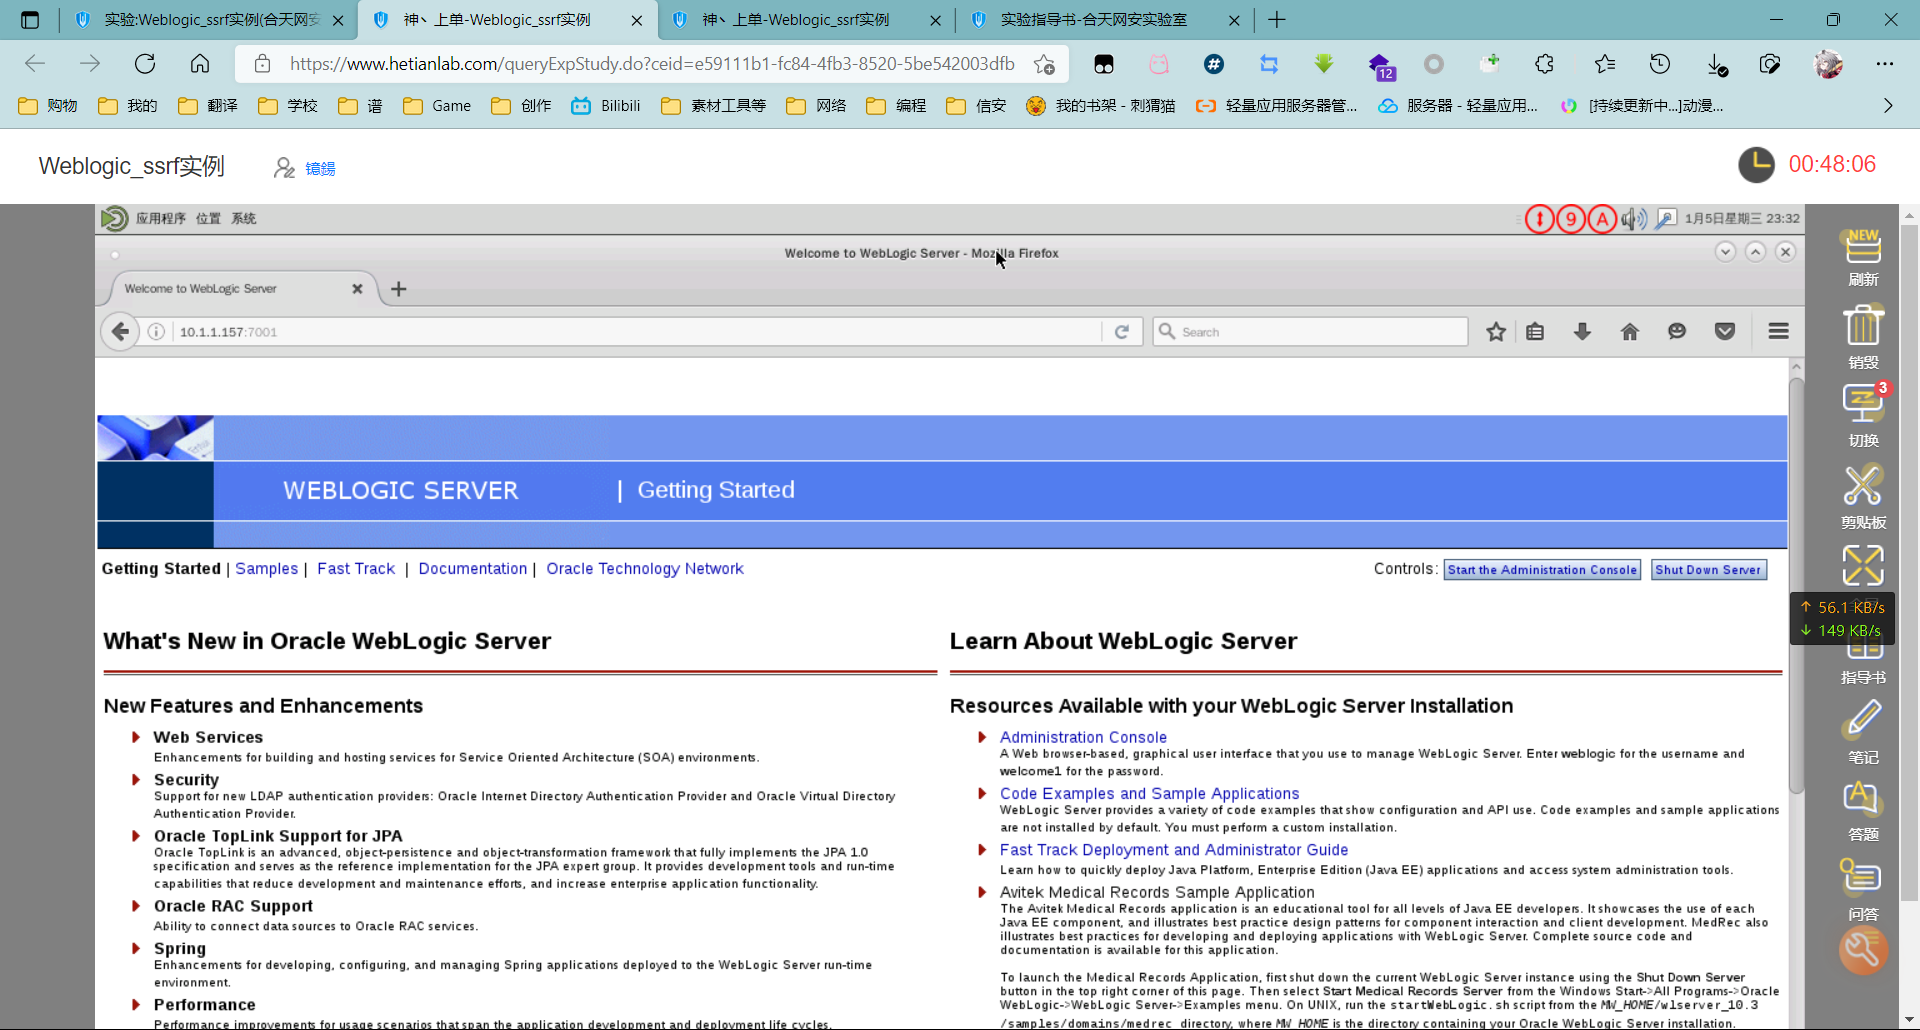 实验:Weblogic_ssrf实例(合天网安
神丶上单-Weblogic_ssrf实例
神丶上单-Weblogic_ssrf实例
实验指导书-合天网安实验室
https://www.hetianlab.com/queryExpStudy.do?ceid=e59111b1-fc84-4fb3-8520-5be542003dfb
12
购物 我的 翻译 学校 谱 Game 创作 Bilibili 素材工具等 网络 编程 信安 我的书架 - 刺猬猫 轻量应用服务器管... 服务器 - 轻量应用... [持续更新中...]动漫...
Weblogic_ssrf实例
镱鍚
00:48:06
应用程序 位置 系统
9 A
1月5日星期三 23:32
Welcome to WebLogic Server - Mozilla Firefox
Welcome to WebLogic Server
10.1.1.157:7001
Search
WEBLOGIC SERVER | Getting Started
Getting Started | Samples | Fast Track | Documentation | Oracle Technology Network
Controls: Start the Administration Console Shut Down Server
What's New in Oracle WebLogic Server
New Features and Enhancements
Web Services
Enhancements for building and hosting services for Service Oriented Architecture (SOA) environments.
Security
Support for new LDAP authentication providers: Oracle Internet Directory Authentication Provider and Oracle Virtual Directory
Authentication Provider.
Oracle TopLink Support for JPA
Oracle TopLink is an advanced, object-persistence and object-transformation framework that fully implements the JPA 1.0
specification and serves as the reference implementation for the JPA expert group. It provides development tools and run-time
capabilities that reduce development and maintenance efforts, and increase enterprise application functionality.
Oracle RAC Support
Ability to connect data sources to Oracle RAC services.
Spring
Enhancements for developing, configuring, and managing Spring applications deployed to the WebLogic Server run-time
environment.
Performance
Performance improvements for usage scenarios that span the application development and deployment life cycles.
Learn About WebLogic Server
Resources Available with your WebLogic Server Installation
Administration Console
A Web browser-based, graphical user interface that you use to manage WebLogic Server. Enter weblogic for the username and
welcome1 for the password.
Code Examples and Sample Applications
WebLogic Server provides a variety of code examples that show configuration and API use. Code examples and sample applications
are not installed by default. You must perform a custom installation.
Fast Track Deployment and Administrator Guide
Learn how to quickly deploy Java Platform, Enterprise Edition (Java EE) applications and access system administration tools.
Avitek Medical Records Sample Application
The Avitek Medical Records application is an educational tool for all levels of Java EE developers. It showcases the use of each
Java EE component, and illustrates best practice design patterns for component interaction and client development. MedRec also
illustrates best practices for developing and deploying applications with WebLogic Server. Complete source code and
documentation is available for this application.
To launch the Medical Records Application, first shut down the current WebLogic Server instance using the Shut Down Server
button in the top right corner of this page. Then select Start Medical Records Server from the Windows Start->All Programs->Oracle
WebLogic->WebLogic Server->Examples menu. On UNIX, run the startWebLogic.sh script from the MW_HOME/wlserver_10.3
/samples/domains/medrec directory, where MW_HOME is the directory containing your Oracle WebLogic Server installation.
NEW
刷新
销毁
3
切换
剪贴板
↑ 56.1 KB/s
↓ 149 KB/s
指导书
笔记
答题
问答